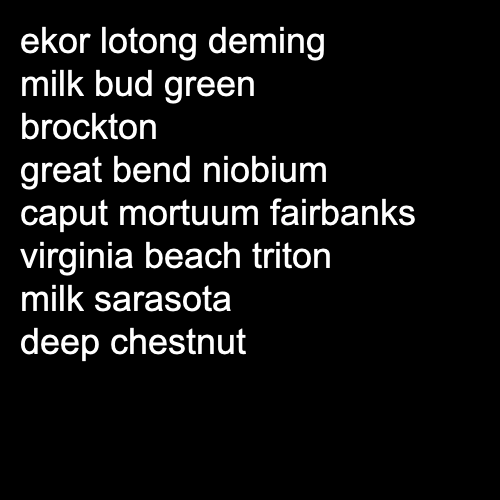 ekor lotong deming
milk bud green
brockton
great bend niobium
caput mortuum fairbanks
virginia beach triton
milk sarasota
deep chestnut